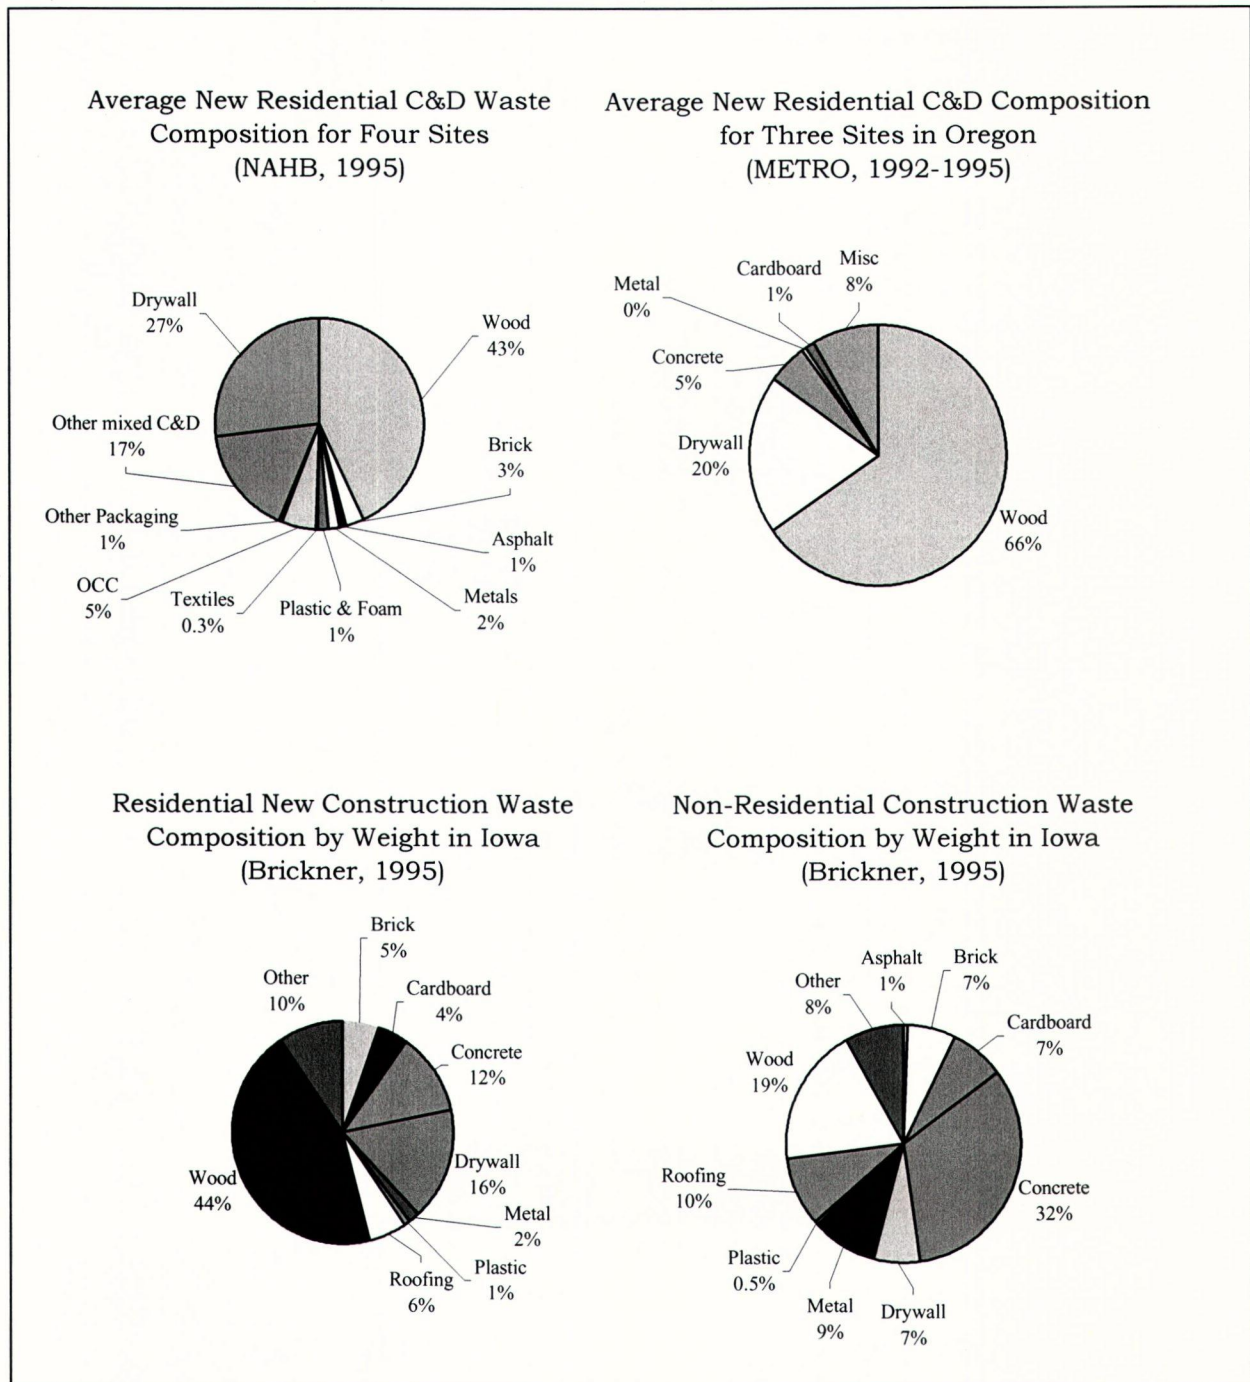 Average New Residential C&D Waste
Composition for Four Sites
(NAHB, 1995)
Drywall
27%
Wood
43%
Other mixed C&D
17%
Brick
3%
Other Packaging
1%
Asphalt
1%
OCC
5%
Textiles
0.3%
Plastic & Foam
1%
Metals
2%
Average New Residential C&D Composition
for Three Sites in Oregon
(METRO, 1992-1995)
Metal
0%
Cardboard
1%
Misc
8%
Concrete
5%
Drywall
20%
Wood
66%
Residential New Construction Waste
Composition by Weight in Iowa
(Brickner, 1995)
Brick
5%
Other
10%
Cardboard
4%
Concrete
12%
Wood
44%
Drywall
16%
Metal
2%
Plastic
1%
Roofing
6%
Non-Residential Construction Waste
Composition by Weight in Iowa
(Brickner, 1995)
Asphalt
1%
Brick
7%
Other
8%
Cardboard
7%
Wood
19%
Roofing
10%
Concrete
32%
Plastic
0.5%
Metal
9%
Drywall
7%